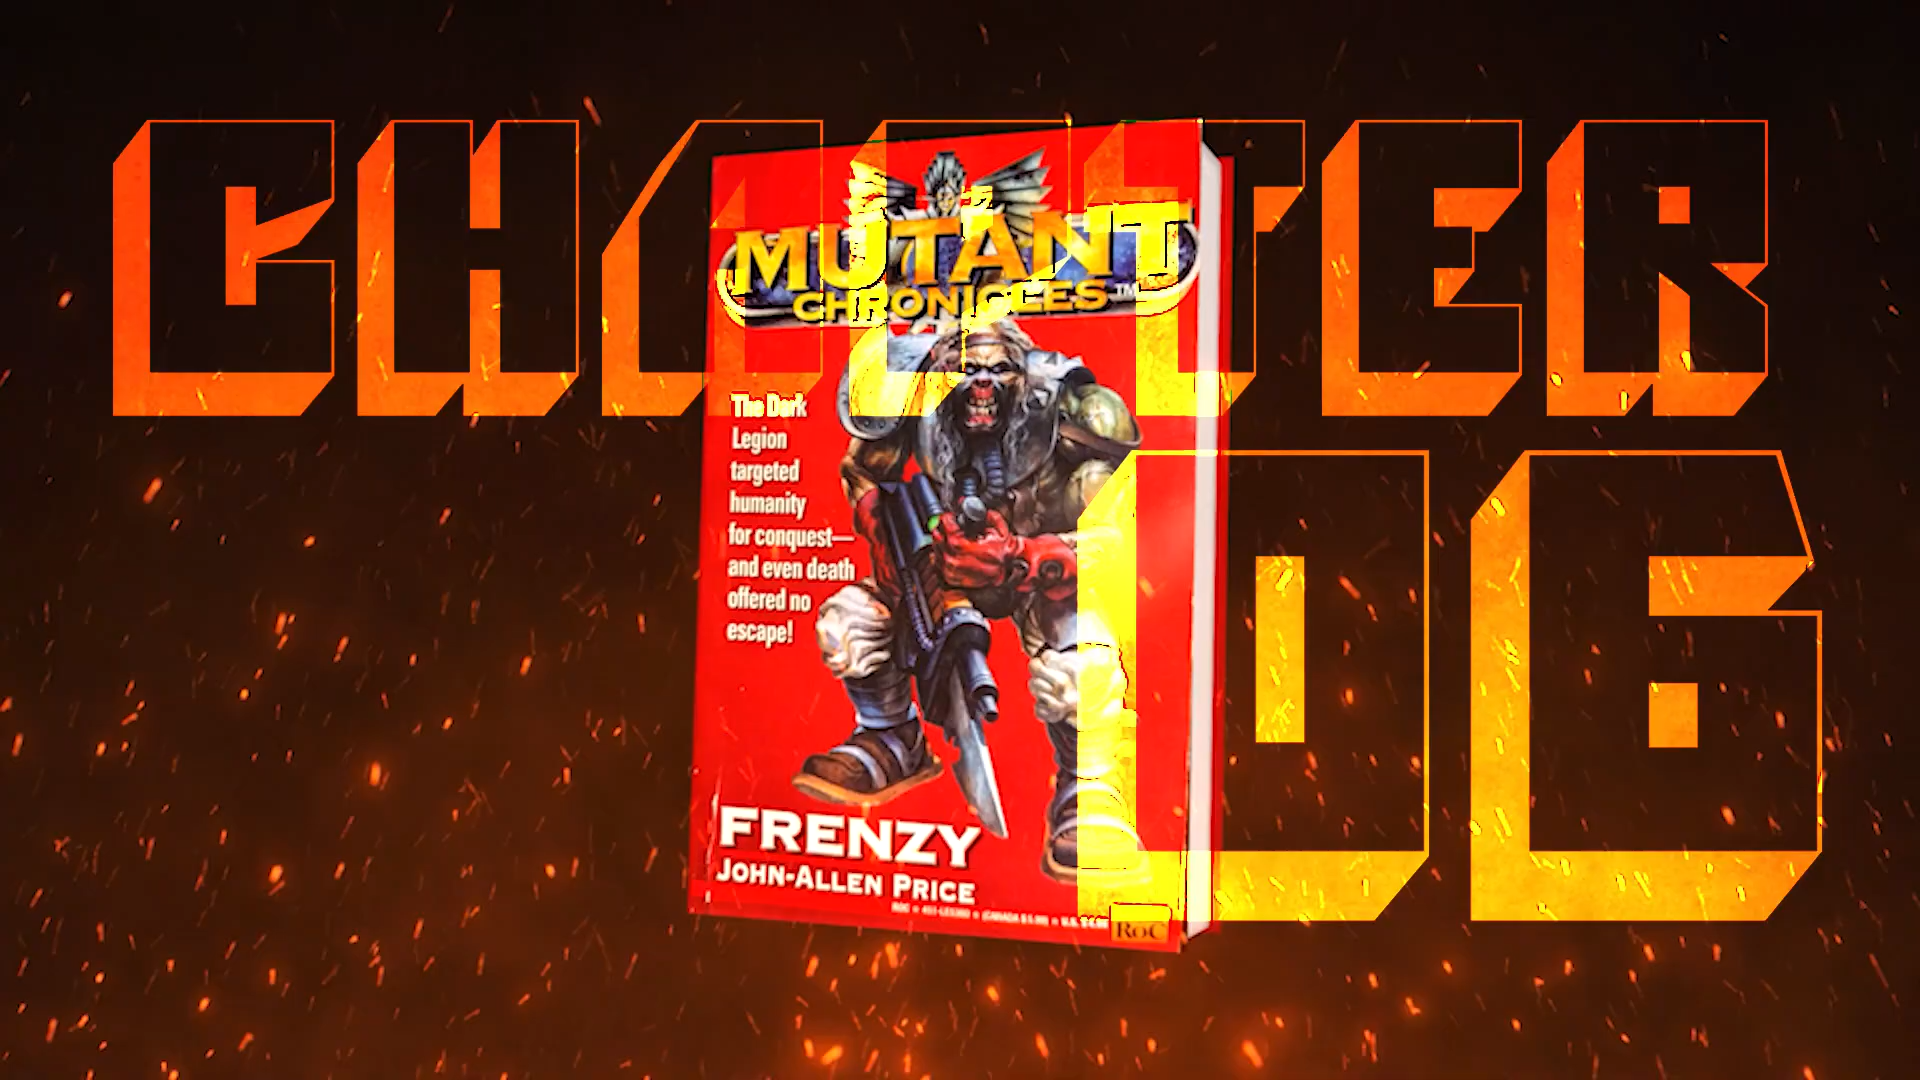 CHAPTER
06
MUTANT
CHRONICLES™
The Dark
Legion
targeted
humanity
for conquest—
and even death
offered no
escape!
FRENZY
JOHN-ALLEN PRICE
ROC